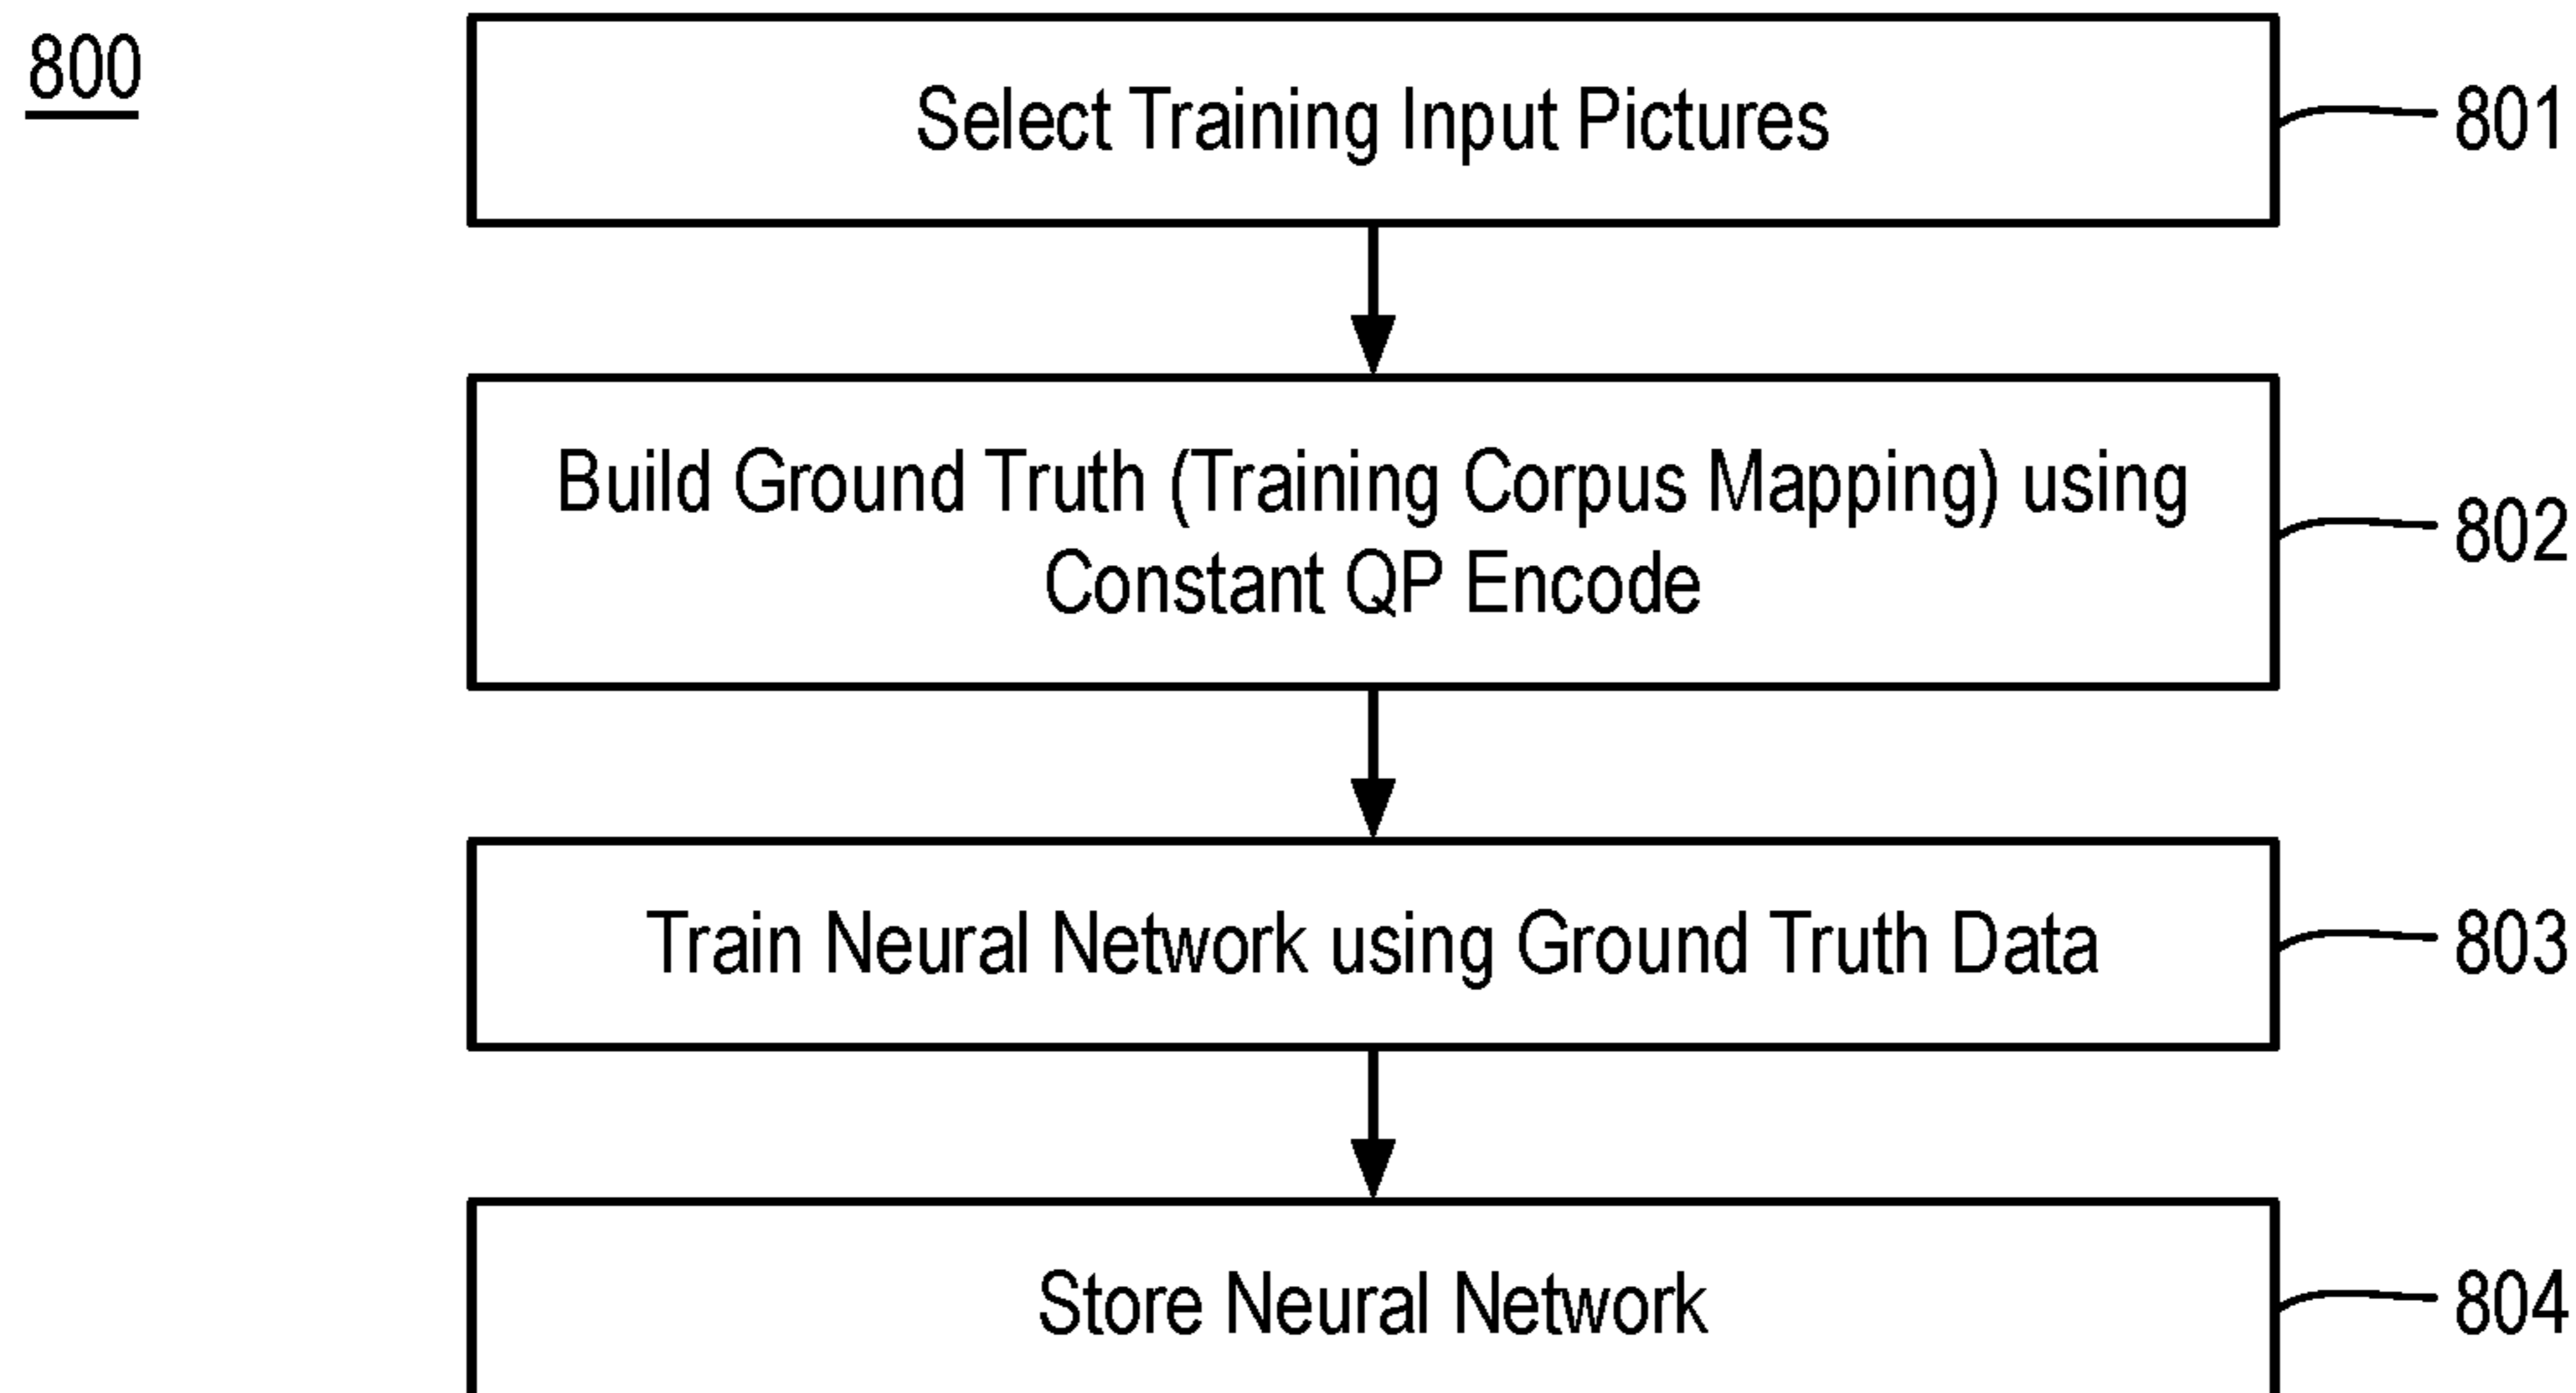 800
Select Training Input Pictures
801
Build Ground Truth (Training Corpus Mapping) using
Constant QP Encode
802
Train Neural Network using Ground Truth Data
803
Store Neural Network
804